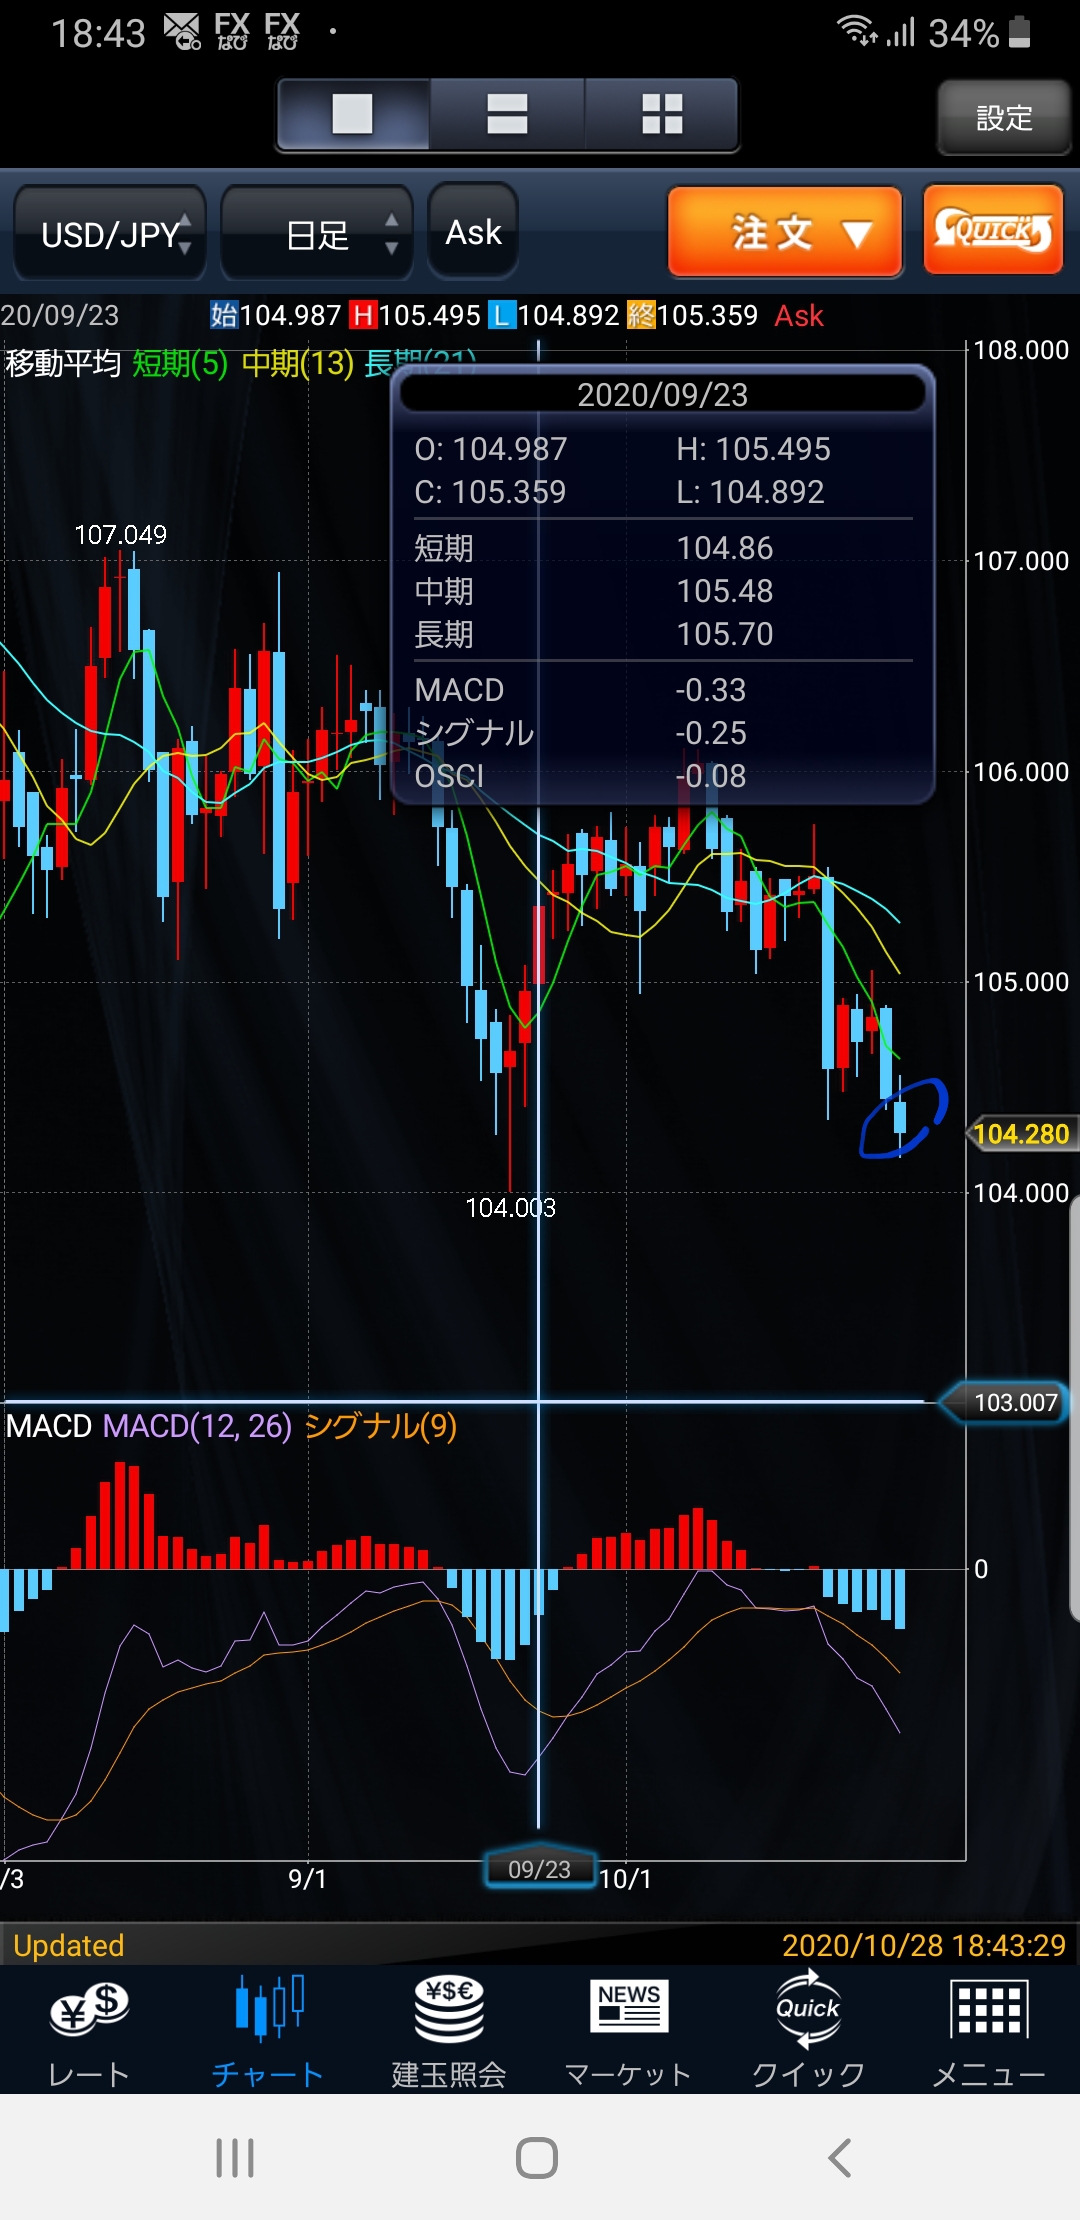 18:43 FX なび FX なび 34%
設定
USD/JPY 日足 Ask 注文 ▼ QUICK
20/09/23 始104.987 H105.495 L104.892 終105.359 Ask
移動平均 短期(5) 中期(13) 長期(21)
108.000
2020/09/23
O: 104.987 H: 105.495
C: 105.359 L: 104.892
短期 104.86
中期 105.48
長期 105.70
MACD -0.33
シグナル -0.25
OSCI -0.08
107.049
107.000
106.000
105.000
104.280
104.000
104.003
103.007
MACD MACD(12, 26) シグナル(9)
0
/3 9/1 09/23 10/1
Updated 2020/10/28 18:43:29
¥$ ¥$€ NEWS Quick
レート チャート 建玉照会 マーケット クイック メニュー